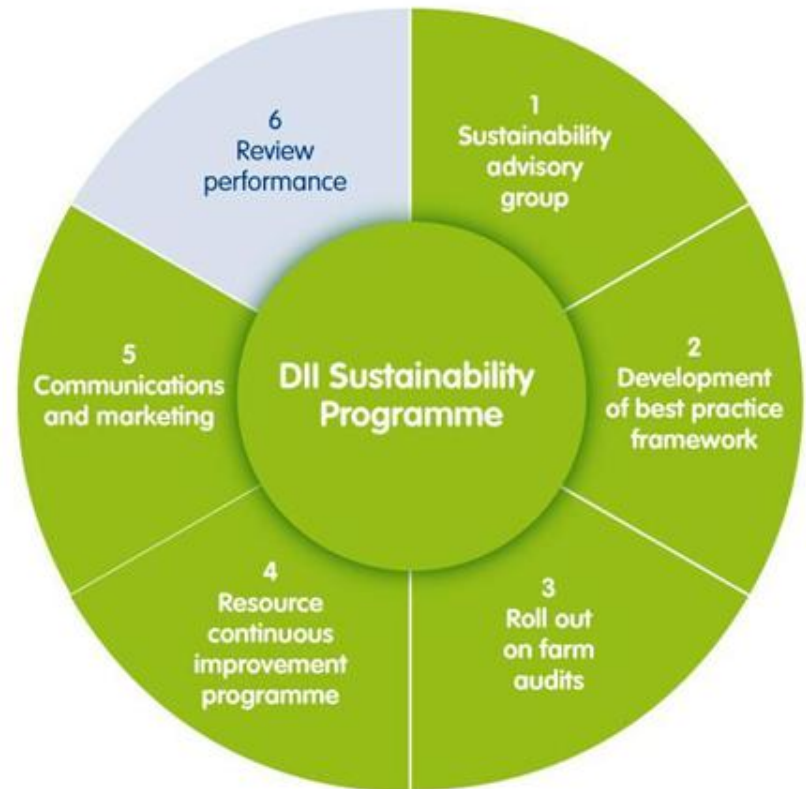 1
Sustainability
advisory
group
2
Development
of best practice
framework
3
Roll out
on farm
audits
4
Resource
continuous
improvement
programme
5
Communications
and marketing
6
Review
performance
DII Sustainability
Programme